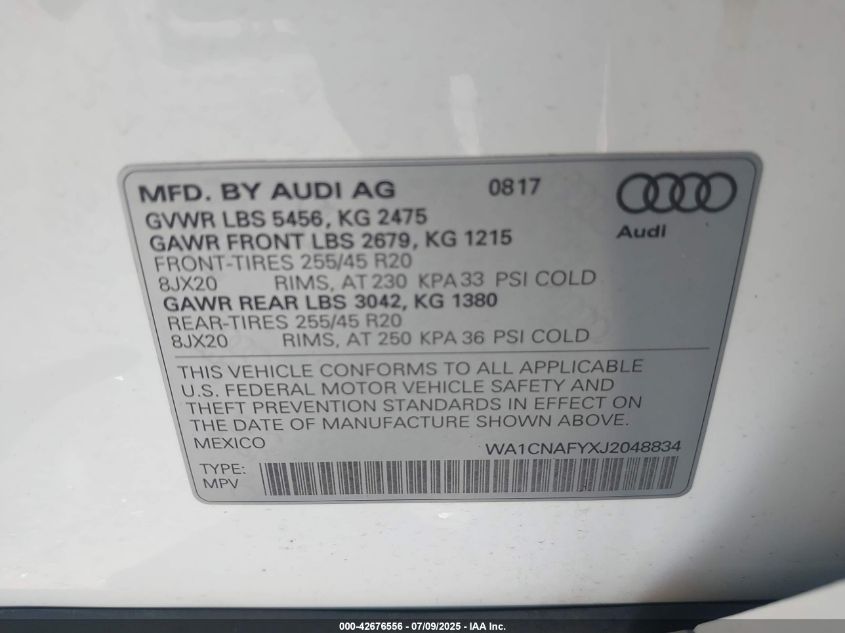 MFD. BY AUDI AG 0817
Audi
GVWR LBS 5456, KG 2475
GAWR FRONT LBS 2679, KG 1215
FRONT-TIRES 255/45 R20
8JX20 RIMS, AT 230 KPA 33 PSI COLD
GAWR REAR LBS 3042, KG 1380
REAR-TIRES 255/45 R20
8JX20 RIMS, AT 250 KPA 36 PSI COLD
THIS VEHICLE CONFORMS TO ALL APPLICABLE
U.S. FEDERAL MOTOR VEHICLE SAFETY AND
THEFT PREVENTION STANDARDS IN EFFECT ON
THE DATE OF MANUFACTURE SHOWN ABOVE.
MEXICO WA1CNAFYXJ2048834
TYPE:
MPV
000-42676556 - 07/09/2025 - IAA Inc.